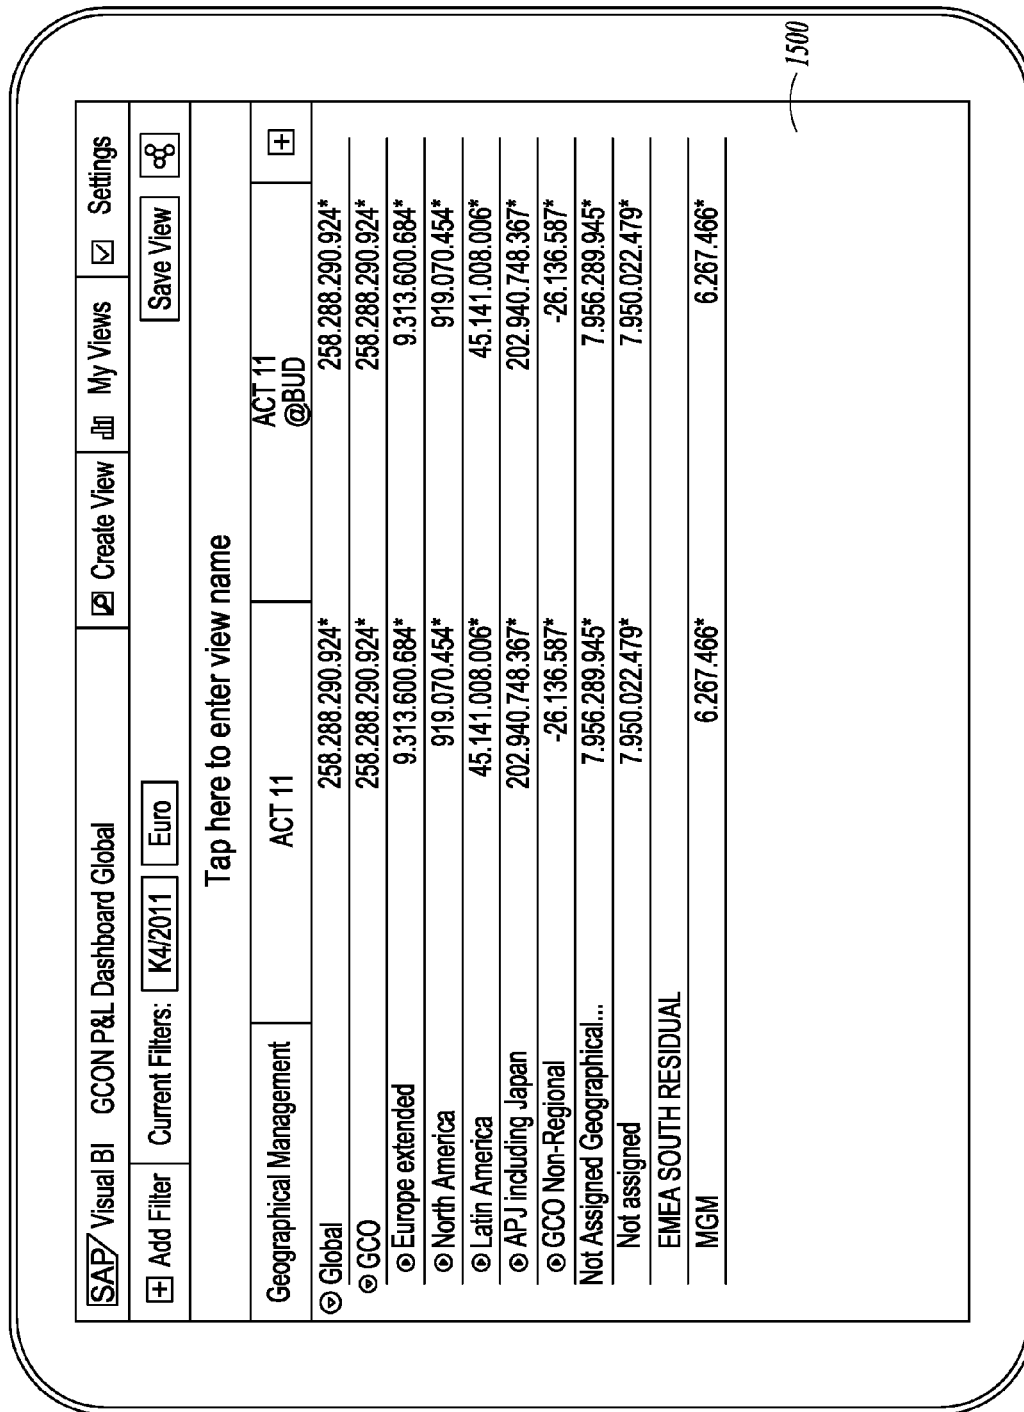 SAP Visual BI GCON P&L Dashboard Global Create View My Views Settings
Add Filter Current Filters: K4/2011 Euro Save View
Tap here to enter view name
Geographical Management ACT 11 ACT 11
@BUD
Global 258.288.290.924* 258.288.290.924*
GCO 258.288.290.924* 258.288.290.924*
Europe extended 9.313.600.684* 9.313.600.684*
North America 919.070.454* 919.070.454*
Latin America 45.141.008.006* 45.141.008.006*
APJ including Japan 202.940.748.367* 202.940.748.367*
GCO Non-Regional -26.136.587* -26.136.587*
Not Assigned Geographical... 7.956.289.945* 7.956.289.945*
Not assigned 7.950.022.479* 7.950.022.479*
EMEA SOUTH RESIDUAL
MGM 6.267.466* 6.267.466*
1500